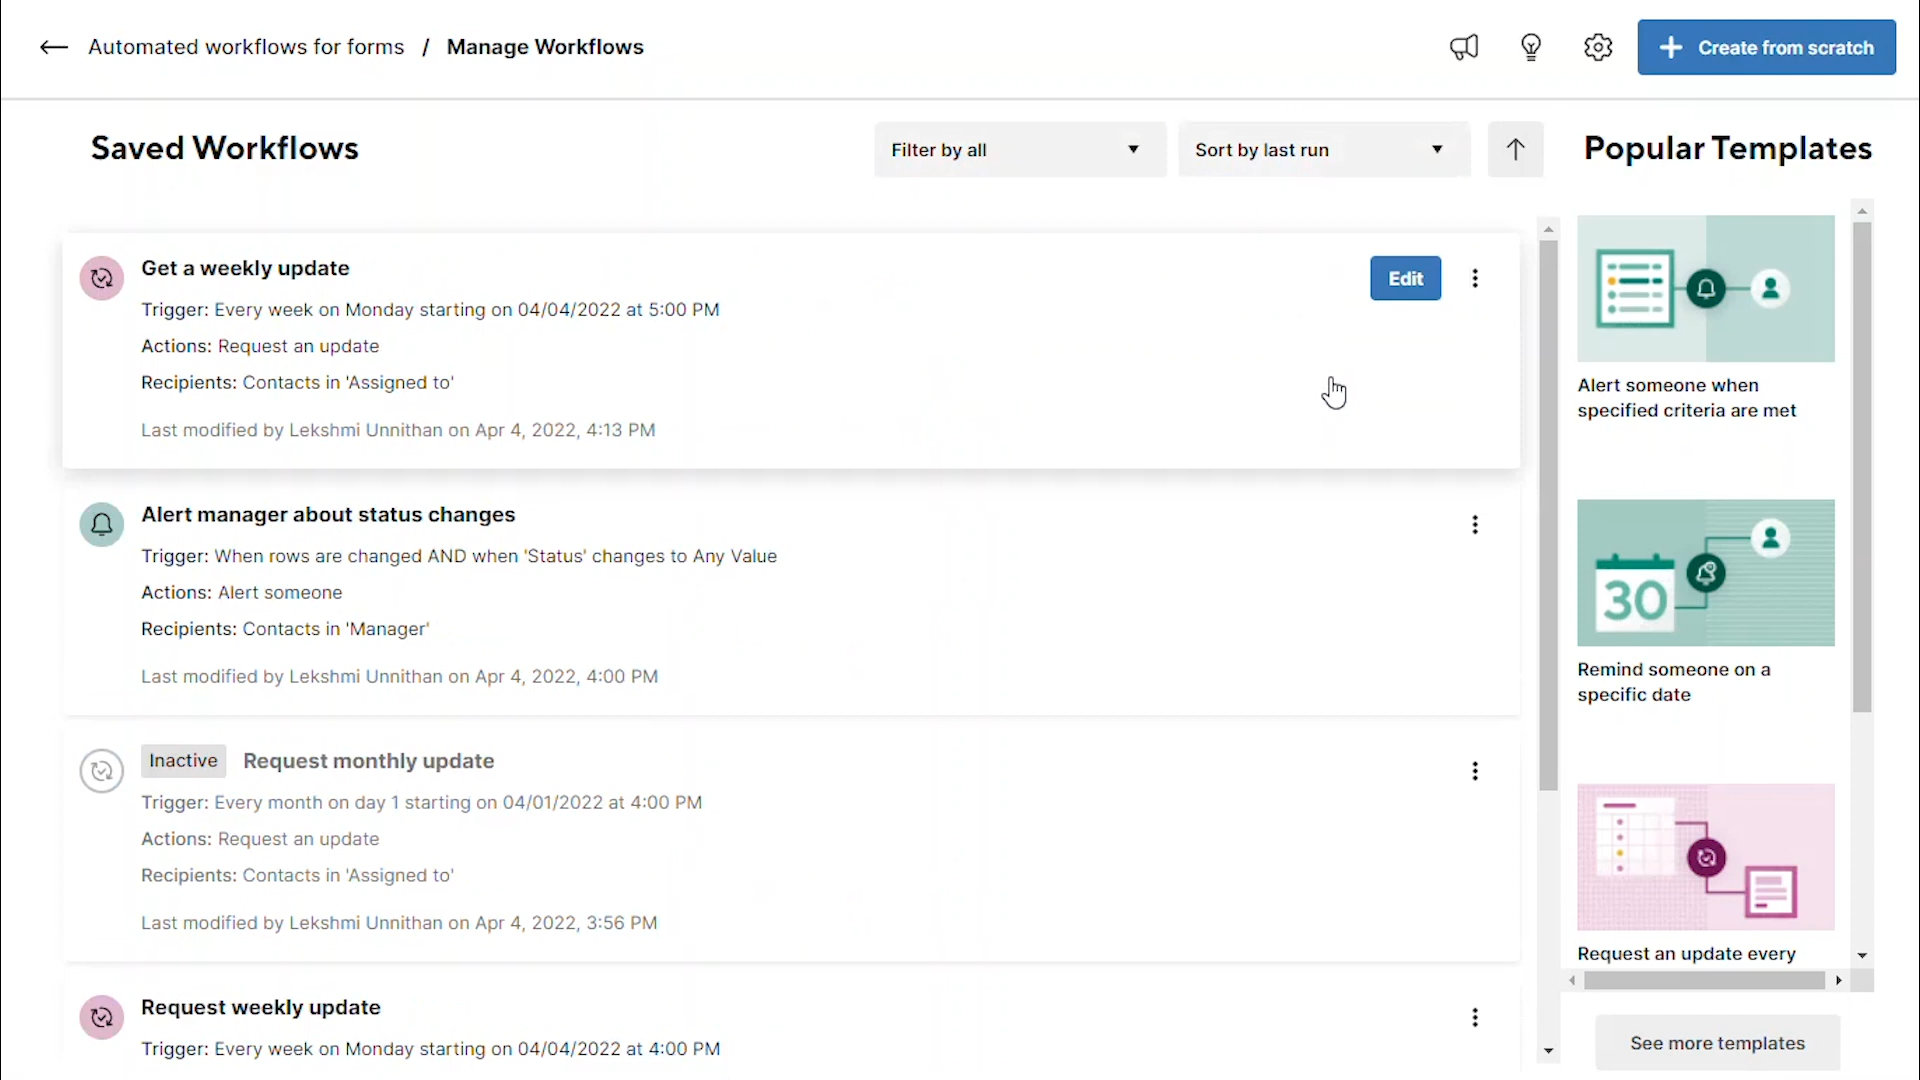 Automated workflows for forms / Manage Workflows
Create from scratch
Saved Workflows
Filter by all
Sort by last run
Popular Templates
Get a weekly update
Edit
Trigger: Every week on Monday starting on 04/04/2022 at 5:00 PM
Actions: Request an update
Recipients: Contacts in 'Assigned to'
Last modified by Lekshmi Unnithan on Apr 4, 2022, 4:13 PM
Alert manager about status changes
Trigger: When rows are changed AND when 'Status' changes to Any Value
Actions: Alert someone
Recipients: Contacts in 'Manager'
Last modified by Lekshmi Unnithan on Apr 4, 2022, 4:00 PM
Inactive Request monthly update
Trigger: Every month on day 1 starting on 04/01/2022 at 4:00 PM
Actions: Request an update
Recipients: Contacts in 'Assigned to'
Last modified by Lekshmi Unnithan on Apr 4, 2022, 3:56 PM
Request weekly update
Trigger: Every week on Monday starting on 04/04/2022 at 4:00 PM
Alert someone when
specified criteria are met
30
Remind someone on a
specific date
Request an update every
See more templates